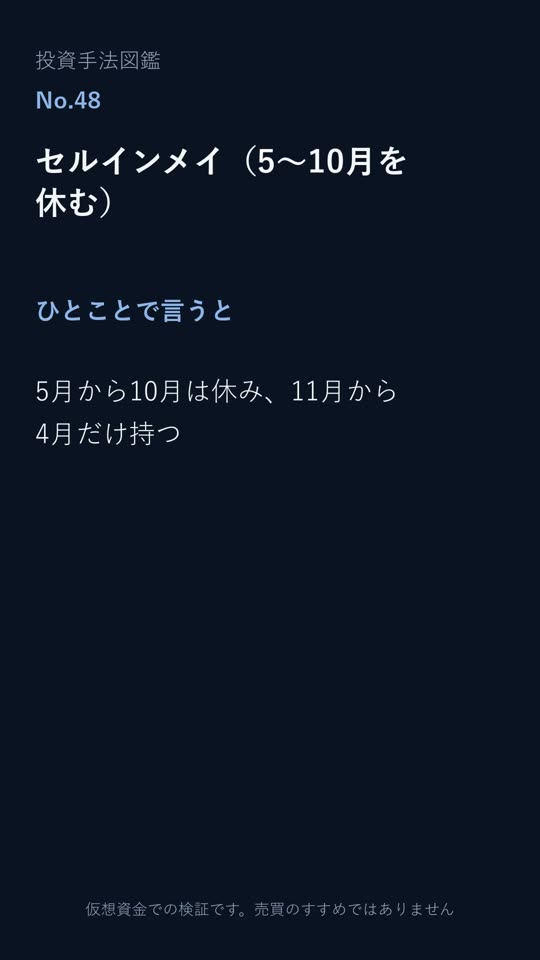 投資手法図鑑
No.48
セルインメイ（5〜10月を
休む）
ひとことで言うと
5月から10月は休み、11月から
4月だけ持つ
仮想資金での検証です。売買のすすめではありません